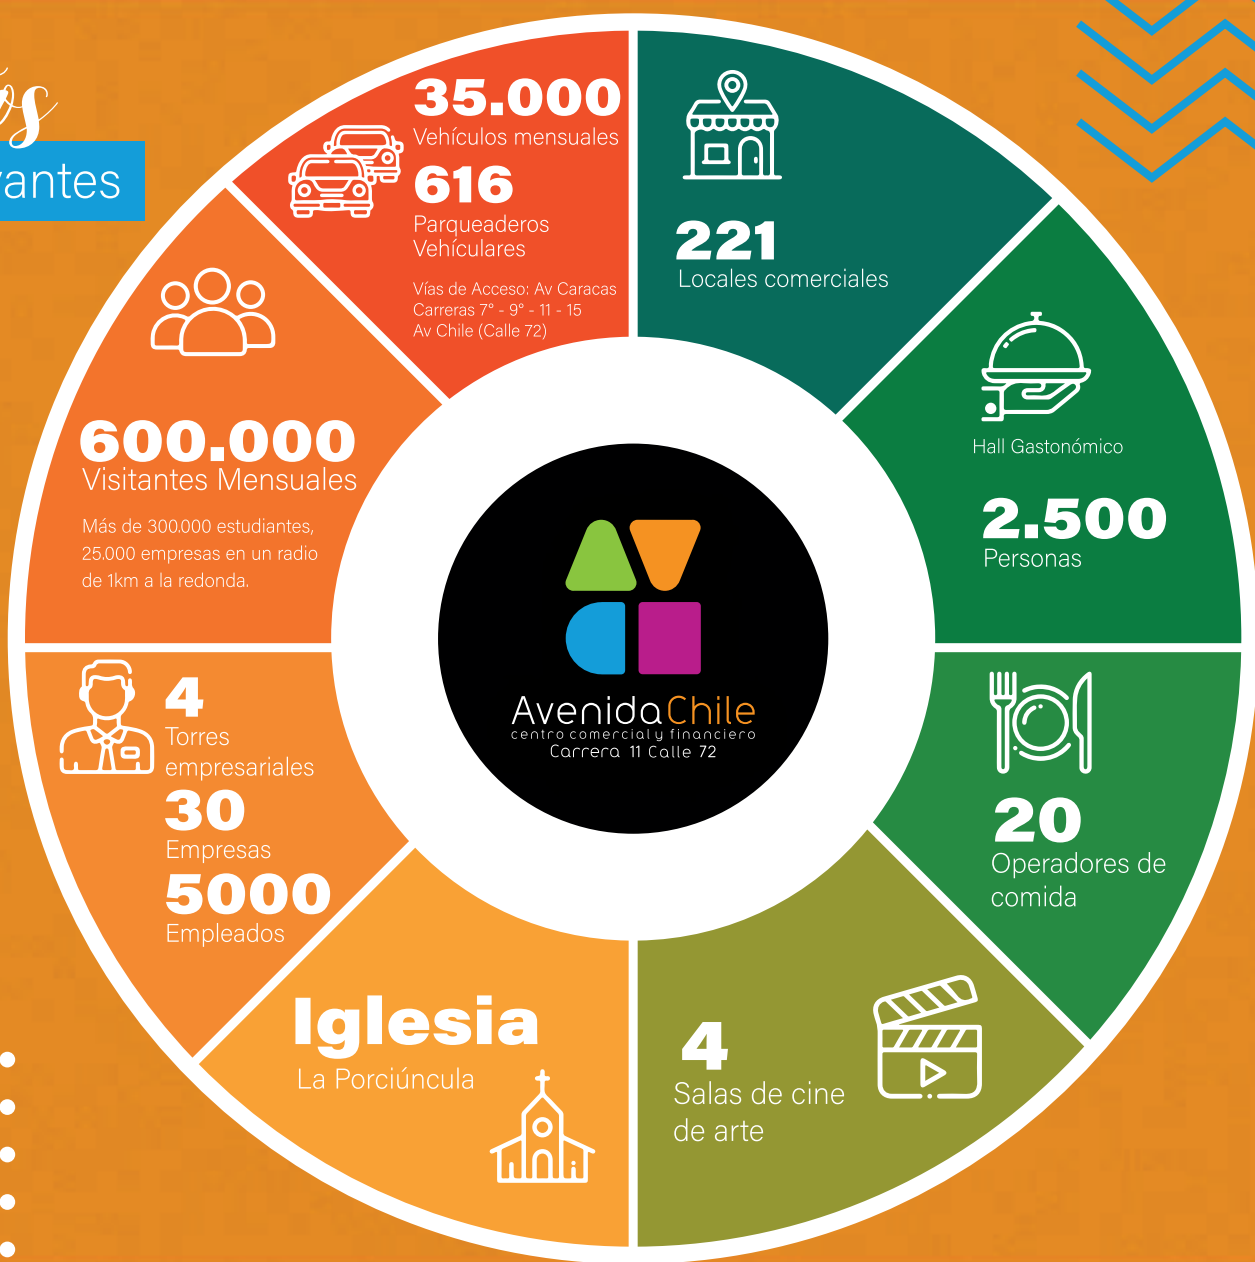 35.000
Vehículos mensuales
616
Parqueaderos
Vehículares
Vías de Acceso: Av Caracas
Carreras 7° - 9° - 11 - 15
Av Chile (Calle 72)
221
Locales comerciales
Hall Gastonómico
2.500
Personas
20
Operadores de
comida
4
Salas de cine
de arte
Iglesia
La Porciúncula
4
Torres
empresariales
30
Empresas
5000
Empleados
600.000
Visitantes Mensuales
Más de 300.000 estudiantes,
25.000 empresas en un radio
de 1km a la redonda.
AvenidaChile
centro comercial y financiero
Carrera 11 Calle 72